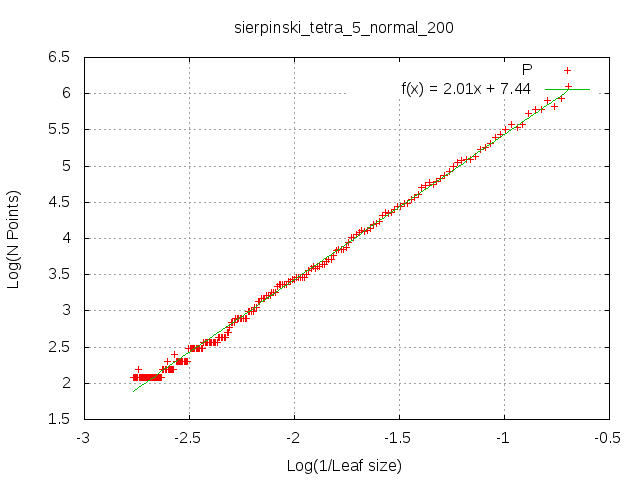 sierpinski_tetra_5_normal_200
6.5
6
5.5
5
4.5
4
3.5
3
2.5
2
1.5
Log(N Points)
P
f(x) = 2.01x + 7.44
-3 -2.5 -2 -1.5 -1 -0.5
Log(1/Leaf size)